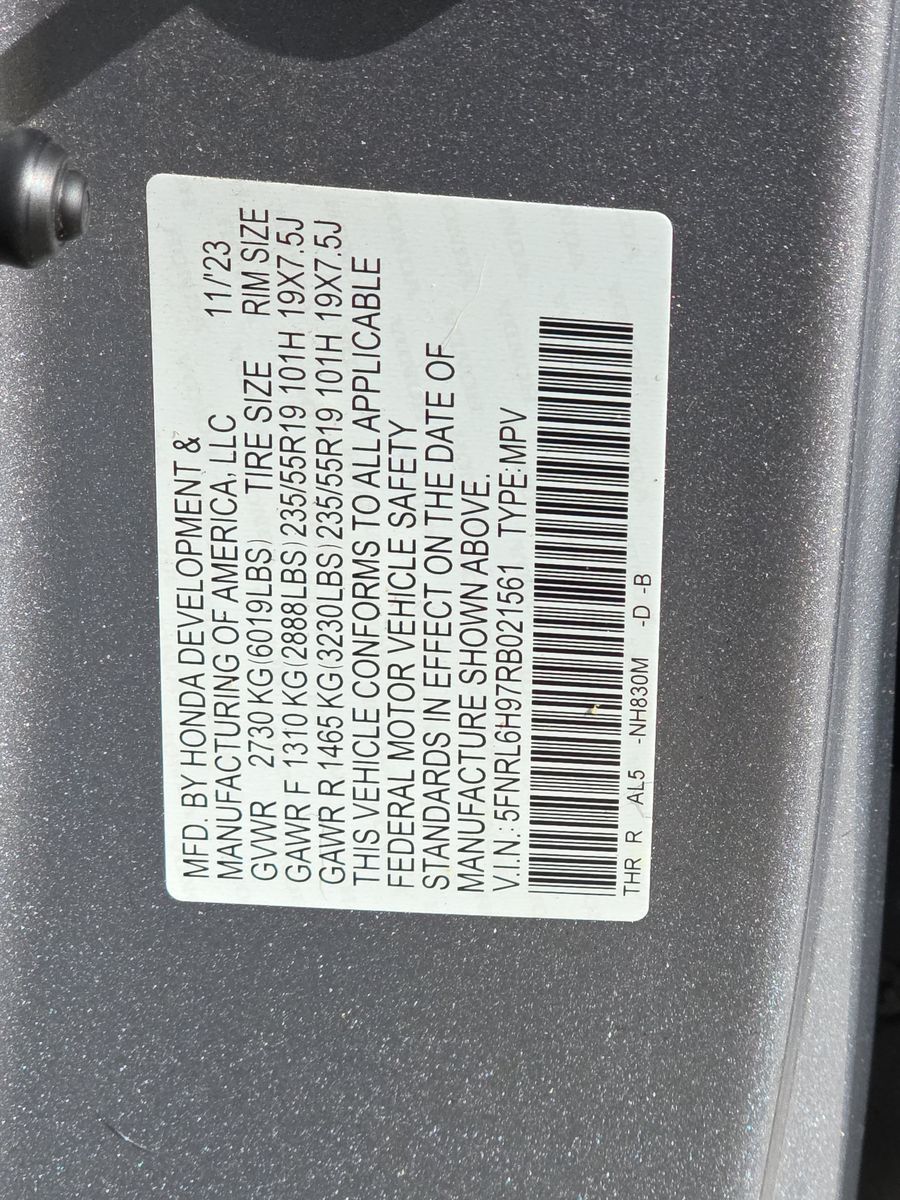 MFD. BY HONDA DEVELOPMENT &
MANUFACTURING OF AMERICA, LLC 11/'23
GVWR 2730 KG(6019LBS) TIRE SIZE RIM SIZE
GAWR F 1310 KG(2888LBS)235/55R19 101H 19X7.5J
GAWR R 1465 KG(3230LBS)235/55R19 101H 19X7.5J
THIS VEHICLE CONFORMS TO ALL APPLICABLE
FEDERAL MOTOR VEHICLE SAFETY
STANDARDS IN EFFECT ON THE DATE OF
MANUFACTURE SHOWN ABOVE.
V.I.N.: 5FNRL6H97RB021561 TYPE: MPV
THR R AL5 -NH830M -D -B